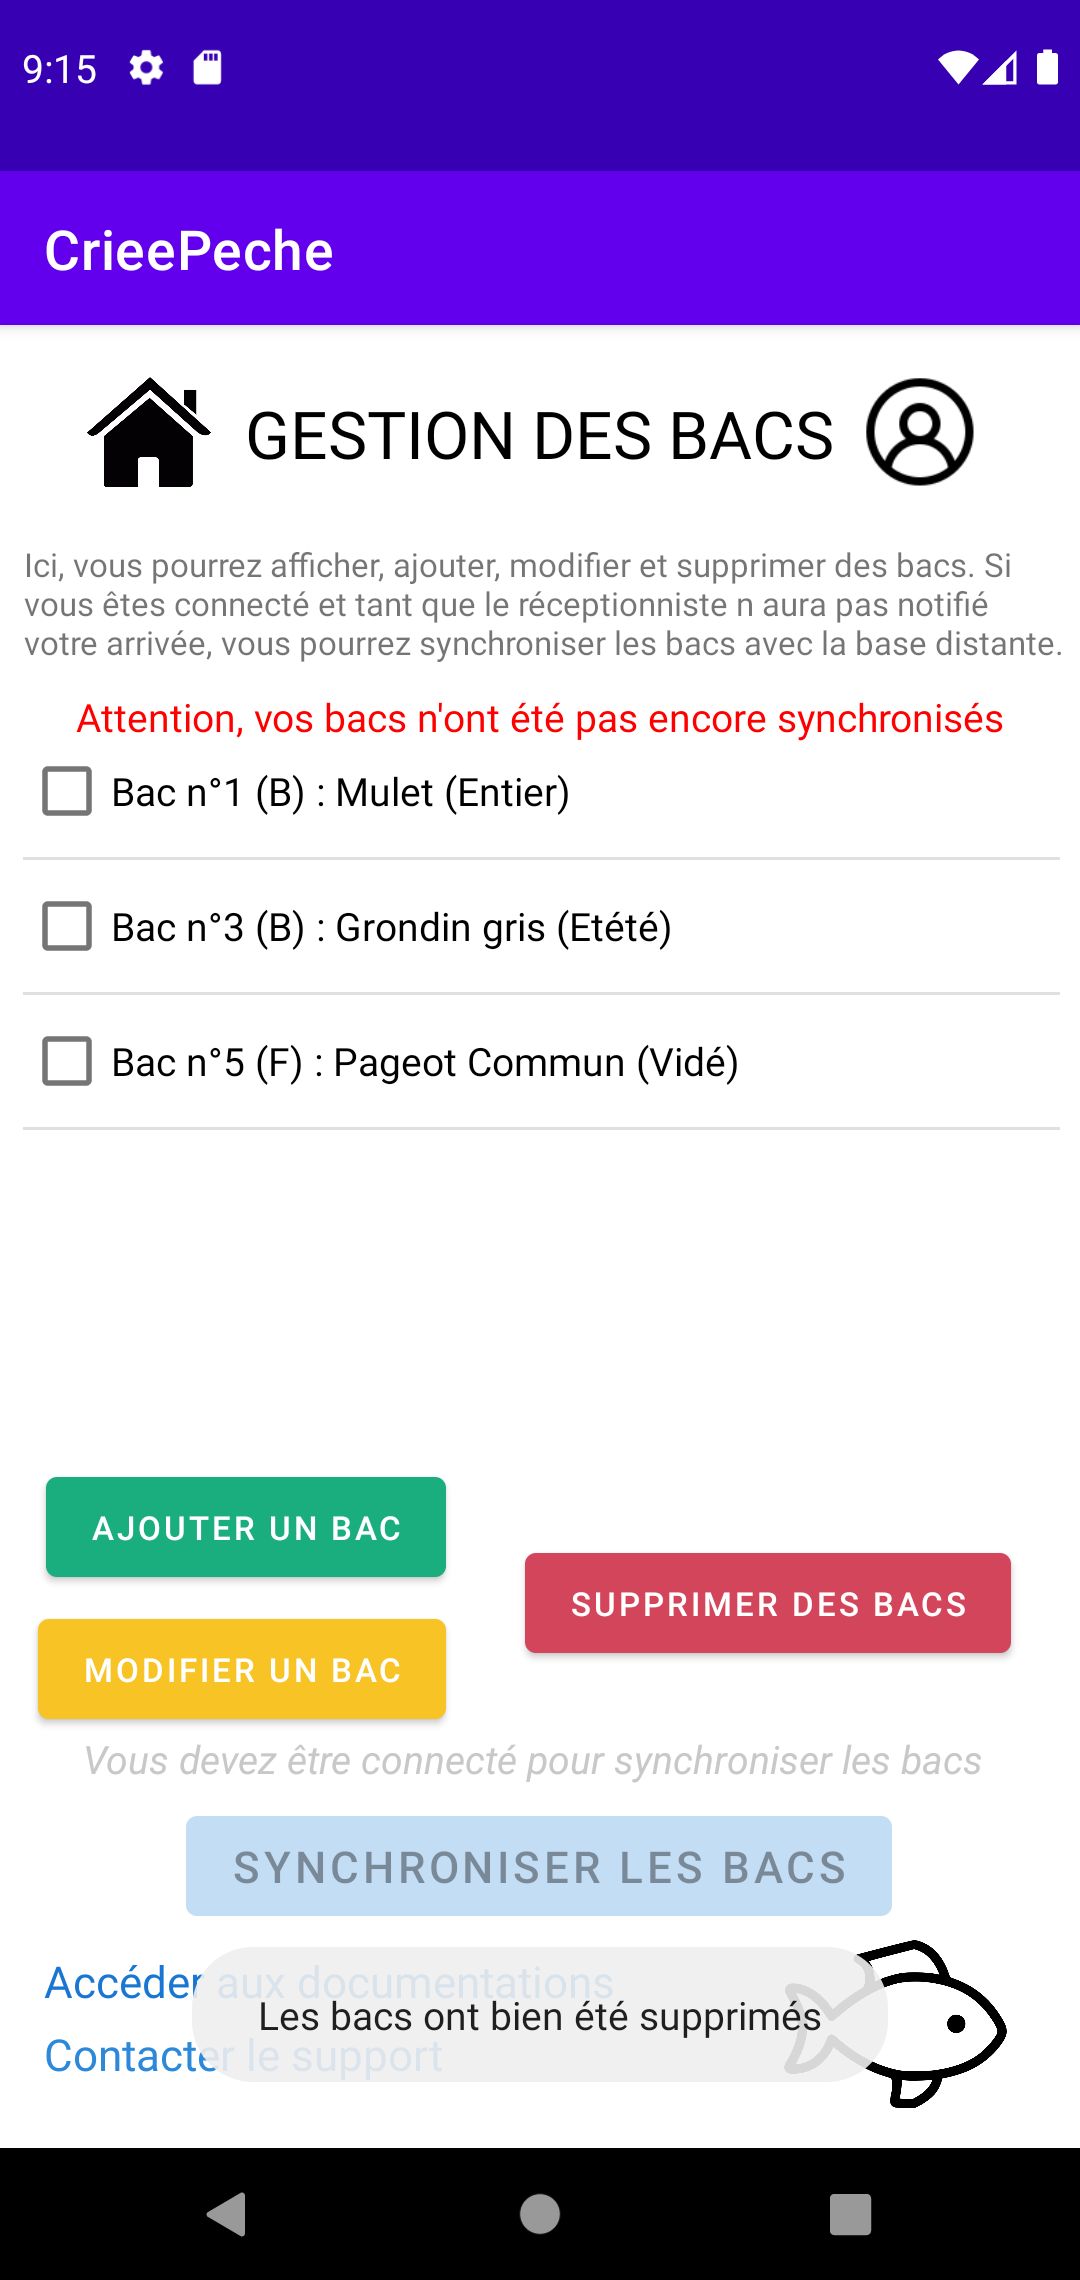 9:15
CrieePeche
GESTION DES BACS
Ici, vous pourrez afficher, ajouter, modifier et supprimer des bacs. Si
vous êtes connecté et tant que le réceptionniste n aura pas notifié
votre arrivée, vous pourrez synchroniser les bacs avec la base distante.
Attention, vos bacs n'ont été pas encore synchronisés
Bac n°1 (B) : Mulet (Entier)
Bac n°3 (B) : Grondin gris (Etété)
Bac n°5 (F) : Pageot Commun (Vidé)
AJOUTER UN BAC
SUPPRIMER DES BACS
MODIFIER UN BAC
Vous devez être connecté pour synchroniser les bacs
SYNCHRONISER LES BACS
Accéder aux documentations
Les bacs ont bien été supprimés
Contacter le support